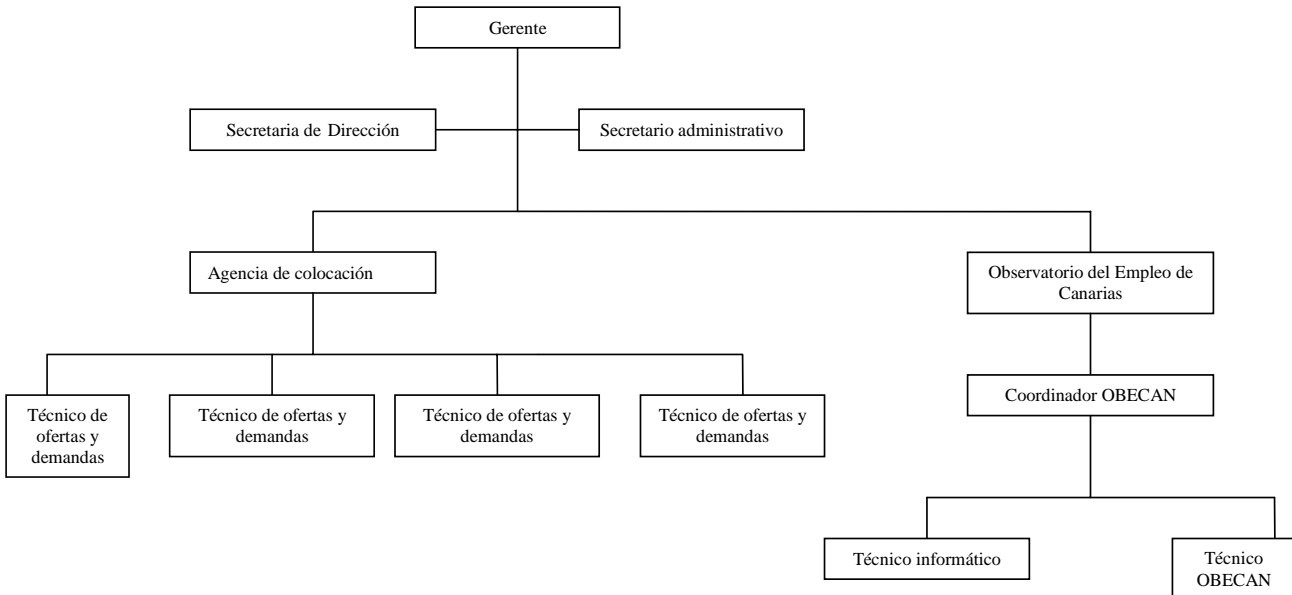 Gerente
Secretaria de Dirección
Secretario administrativo
Agencia de colocación
Observatorio del Empleo de
Canarias
Técnico de
ofertas y
demandas
Técnico de ofertas y
demandas
Técnico de ofertas y
demandas
Técnico de ofertas y
demandas
Coordinador OBECAN
Técnico informático
Técnico
OBECAN